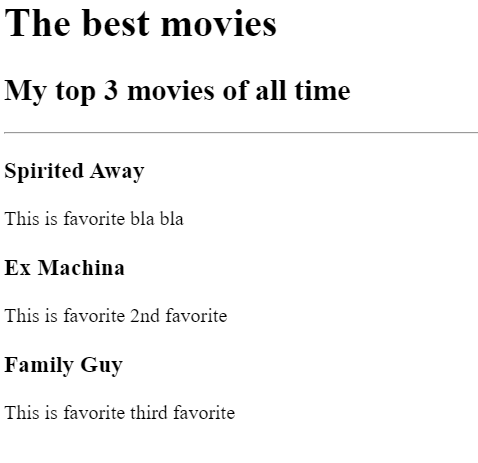 The best movies
My top 3 movies of all time
Spirited Away
This is favorite bla bla
Ex Machina
This is favorite 2nd favorite
Family Guy
This is favorite third favorite